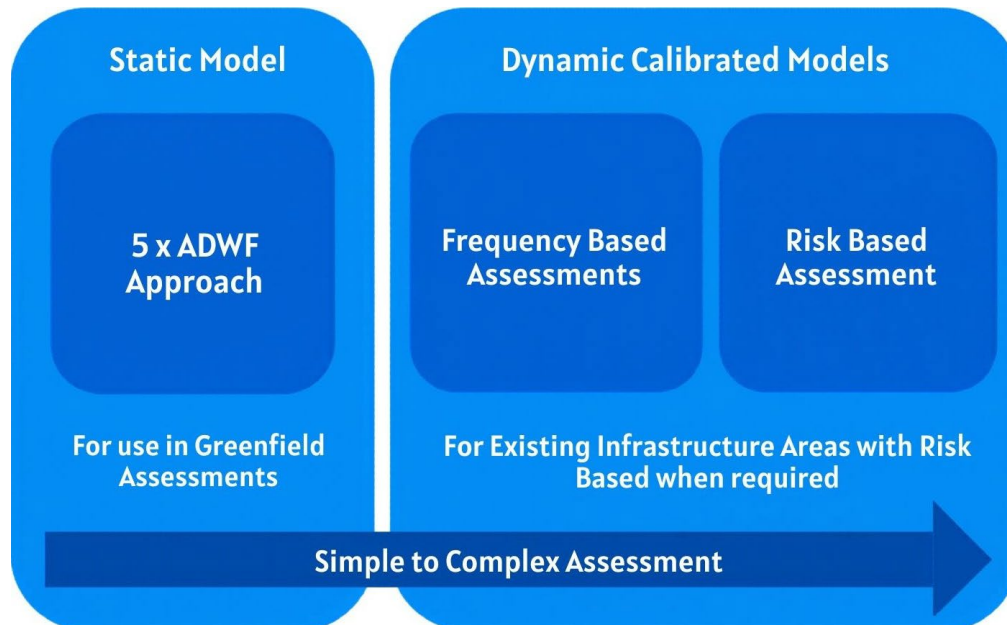 Static Model
5 x ADWF
Approach
For use in Greenfield
Assessments
Dynamic Calibrated Models
Frequency Based
Assessments
Risk Based
Assessment
For Existing Infrastructure Areas with Risk
Based when required
Simple to Complex Assessment